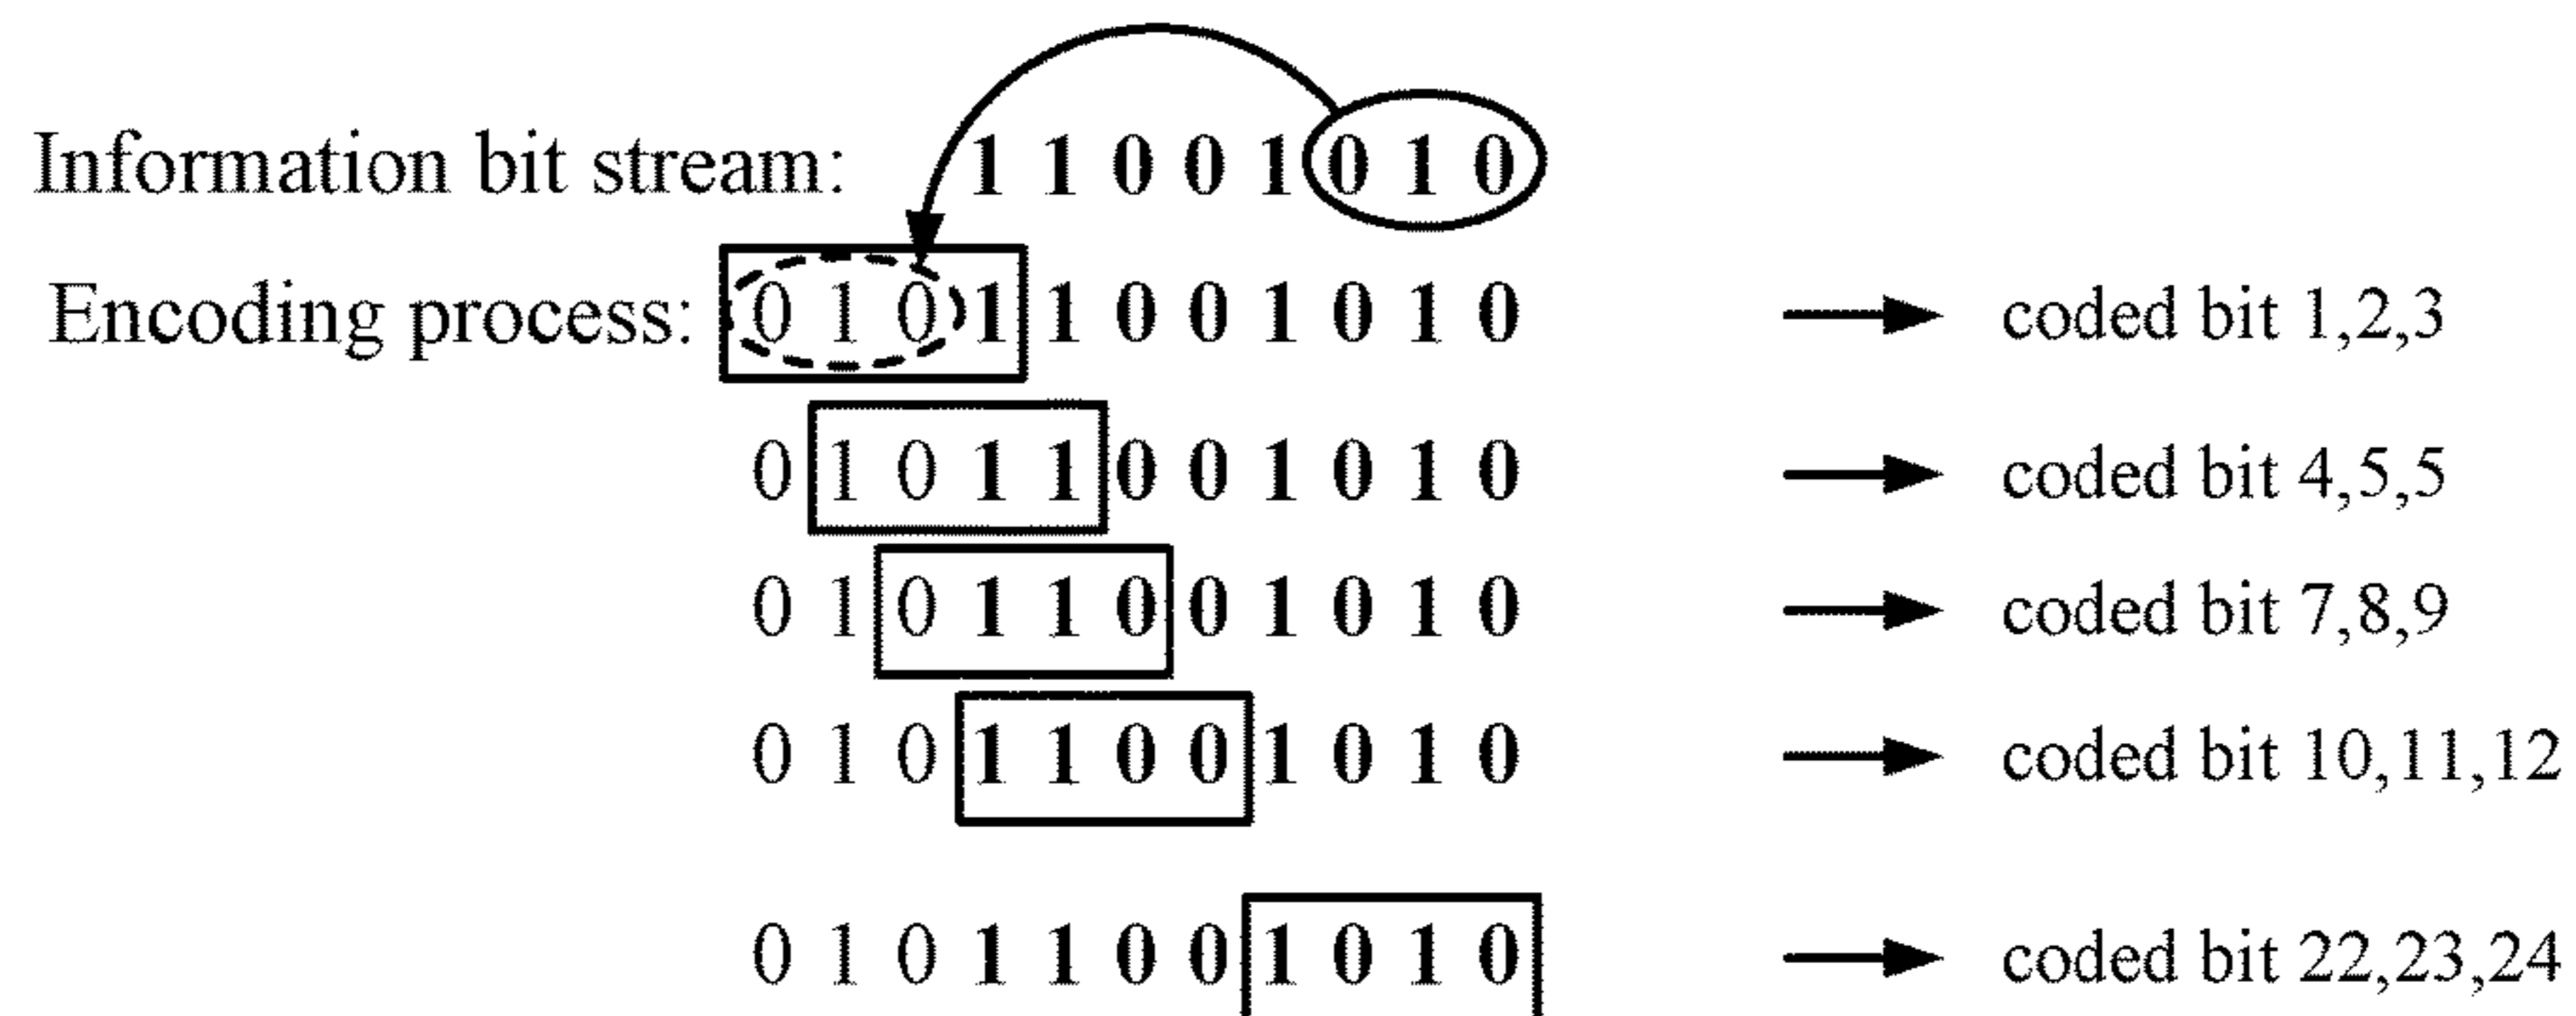 Information bit stream: 1 1 0 0 1 0 1 0
Encoding process: 0 1 0 1 1 0 0 1 0 1 0 coded bit 1,2,3
0 1 0 1 1 0 0 1 0 1 0 coded bit 4,5,5
0 1 0 1 1 0 0 1 0 1 0 coded bit 7,8,9
0 1 0 1 1 0 0 1 0 1 0 coded bit 10,11,12
0 1 0 1 1 0 0 1 0 1 0 coded bit 22,23,24